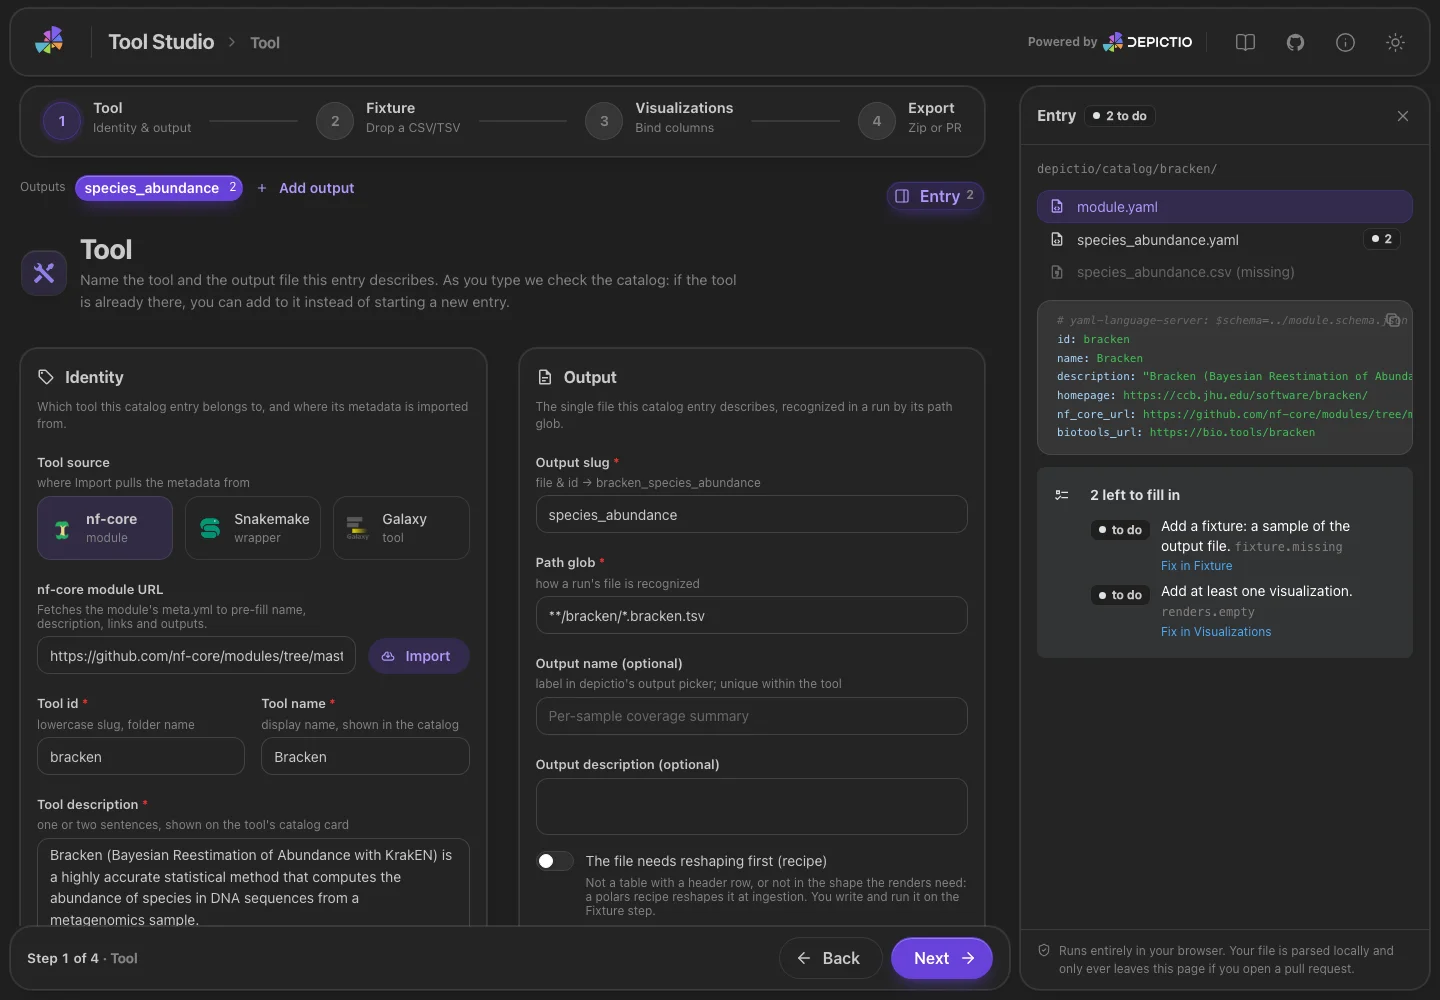 Tool Studio > Tool
Powered by DEPICTIO
1 Tool Identity & output
2 Fixture Drop a CSV/TSV
3 Visualizations Bind columns
4 Export Zip or PR
Outputs species_abundance 2 + Add output
Entry 2
Tool
Name the tool and the output file this entry describes. As you type we check the catalog: if the tool
is already there, you can add to it instead of starting a new entry.
Identity
Which tool this catalog entry belongs to, and where its metadata is imported
from.
Tool source
where Import pulls the metadata from
nf-core
module
Snakemake
wrapper
Galaxy
Galaxy
tool
nf-core module URL
Fetches the module's meta.yml to pre-fill name,
description, links and outputs.
https://github.com/nf-core/modules/tree/mast
Import
Tool id *
lowercase slug, folder name
bracken
Tool name *
display name, shown in the catalog
Bracken
Tool description *
one or two sentences, shown on the tool's catalog card
Bracken (Bayesian Reestimation of Abundance with KrakEN) is
a highly accurate statistical method that computes the
abundance of species in DNA sequences from a
metagenomics sample.
Output
The single file this catalog entry describes, recognized in a run by its path
glob.
Output slug *
file & id → bracken_species_abundance
species_abundance
Path glob *
how a run's file is recognized
**/bracken/*.bracken.tsv
Output name (optional)
label in depictio's output picker; unique within the tool
Per-sample coverage summary
Output description (optional)
The file needs reshaping first (recipe)
Not a table with a header row, or not in the shape the renders need:
a polars recipe reshapes it at ingestion. You write and run it on the
Fixture step.
Step 1 of 4 · Tool
← Back
Next →
Entry • 2 to do
depictio/catalog/bracken/
module.yaml
species_abundance.yaml • 2
species_abundance.csv (missing)
# yaml-language-server: $schema=../module.schema.json
id: bracken
name: Bracken
description: "Bracken (Bayesian Reestimation of Abunda
homepage: https://ccb.jhu.edu/software/bracken/
nf_core_url: https://github.com/nf-core/modules/tree/m
biotools_url: https://bio.tools/bracken
2 left to fill in
• to do Add a fixture: a sample of the
output file. fixture.missing
Fix in Fixture
• to do Add at least one visualization.
renders.empty
Fix in Visualizations
Runs entirely in your browser. Your file is parsed locally and
only ever leaves this page if you open a pull request.